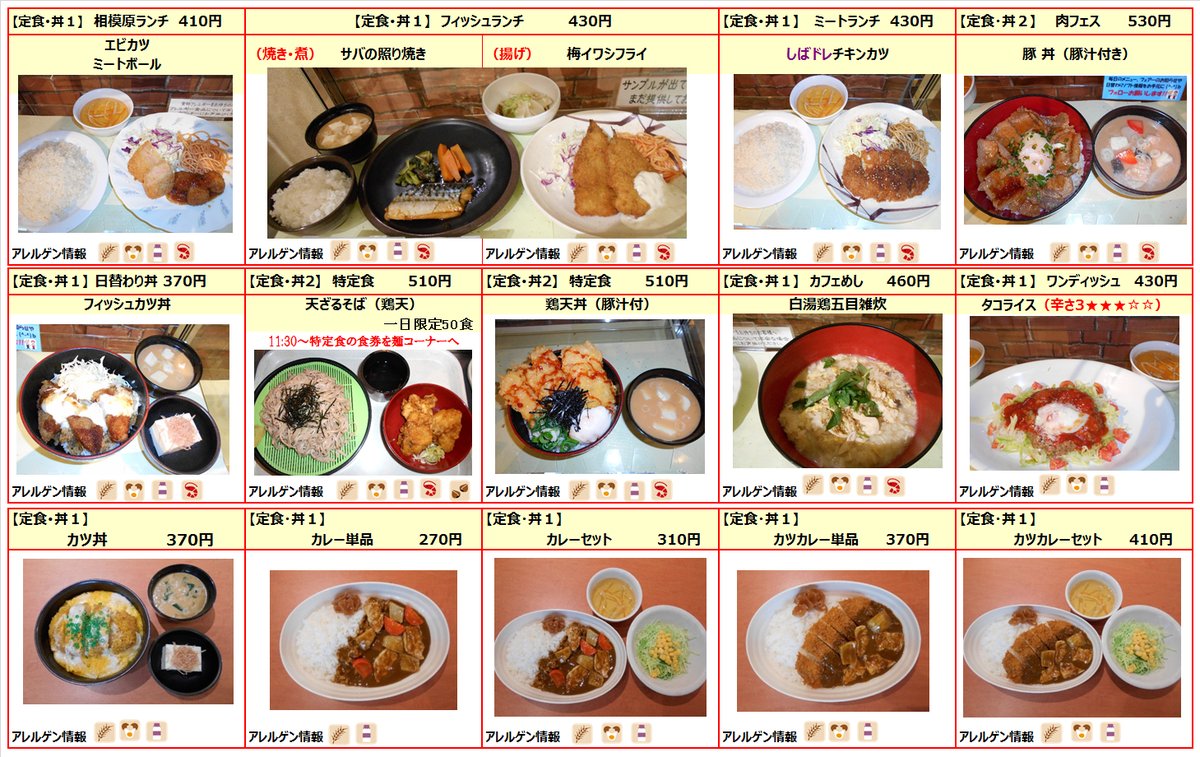 【定食・丼１】 相模原ランチ 410円
エビカツ
ミートボール
アレルゲン情報
【定食・丼１】 フィッシュランチ 430円
（焼き・煮） サバの照り焼き
（揚げ） 梅イワシフライ
サンプルが出て
まだ提供してお
アレルゲン情報
アレルゲン情報
【定食・丼１】 ミートランチ 430円
しばドレチキンカツ
アレルゲン情報
【定食・丼２】 肉フェス 530円
豚 丼（豚汁付き）
フォローお願いします!!
アレルゲン情報
【定食・丼１】 日替わり丼 370円
フィッシュカツ丼
アレルゲン情報
【定食・丼2】 特定食 510円
天ざるそば（鶏天）
一日限定50食
11:30～特定食の食券を麺コーナーへ
アレルゲン情報
【定食・丼2】 特定食 510円
鶏天丼（豚汁付）
アレルゲン情報
【定食・丼１】 カフェめし 460円
白湯鶏五目雑炊
アレルゲン情報
【定食・丼１】 ワンディッシュ 430円
タコライス（辛さ3★★★☆☆）
アレルゲン情報
【定食・丼１】
カツ丼 370円
アレルゲン情報
【定食・丼１】
カレー単品 270円
アレルゲン情報
【定食・丼１】
カレーセット 310円
アレルゲン情報
【定食・丼１】
カツカレー単品 370円
アレルゲン情報
【定食・丼１】
カツカレーセット 410円
アレルゲン情報